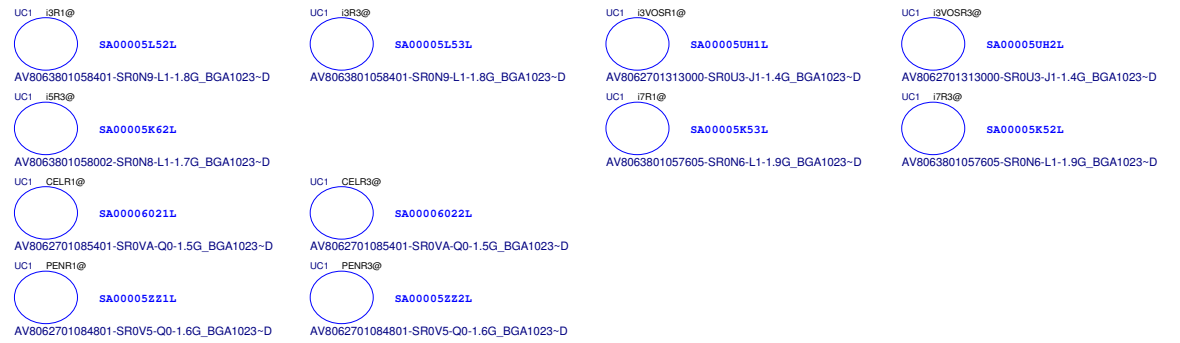 UC1 i3R1@ UC1 i3R3@ UC1 i3VOSR1@ UC1 i3VOSR3@
SA00005L52L SA00005L53L SA00005UH1L SA00005UH2L
AV8063801058401-SR0N9-L1-1.8G_BGA1023~D AV8063801058401-SR0N9-L1-1.8G_BGA1023~D AV8062701313000-SR0U3-J1-1.4G_BGA1023~D AV8062701313000-SR0U3-J1-1.4G_BGA1023~D
UC1 i5R3@ UC1 i7R1@ UC1 i7R3@
SA00005K62L SA00005K53L SA00005K52L
AV8063801058002-SR0N8-L1-1.7G_BGA1023~D AV8063801057605-SR0N6-L1-1.9G_BGA1023~D AV8063801057605-SR0N6-L1-1.9G_BGA1023~D
UC1 CELR1@ UC1 CELR3@
SA00006021L SA00006022L
AV8062701085401-SR0VA-Q0-1.5G_BGA1023~D AV8062701085401-SR0VA-Q0-1.5G_BGA1023~D
UC1 PENR1@ UC1 PENR3@
SA00005ZZ1L SA00005ZZ2L
AV8062701084801-SR0V5-Q0-1.6G_BGA1023~D AV8062701084801-SR0V5-Q0-1.6G_BGA1023~D